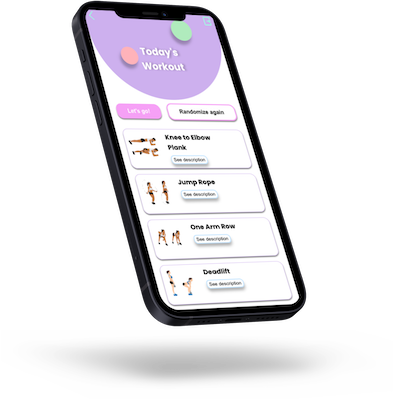 Today's
Workout
Let's go!
Randomize again
Knee to Elbow
Plank
See description
Jump Rope
See description
One Arm Row
See description
Deadlift
See description